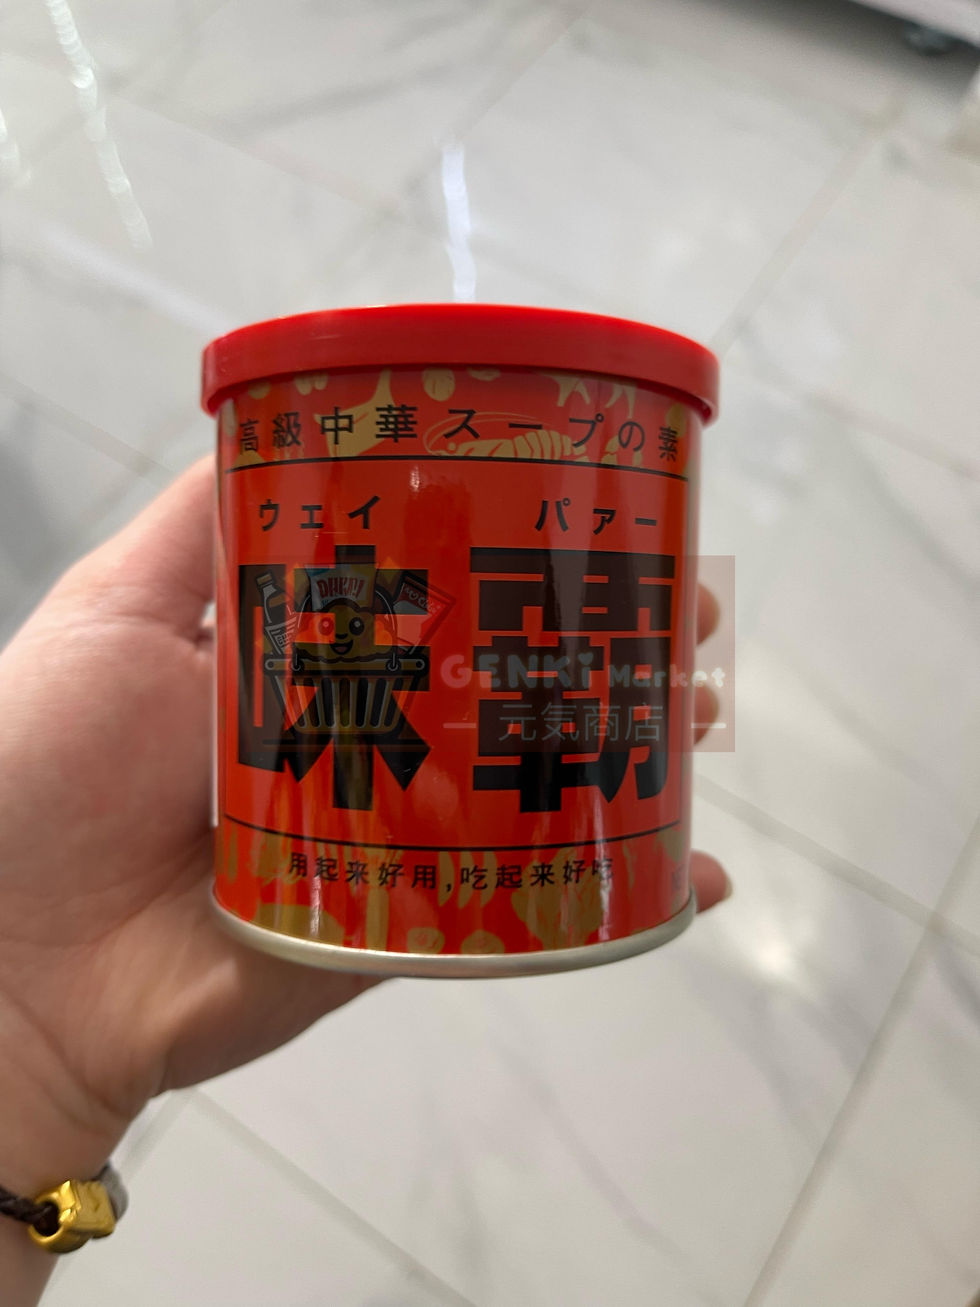 高級中華スープの素
ウェイ パァー
味覇
GENKi Market
元気商店
用起来好用,吃起来好吃